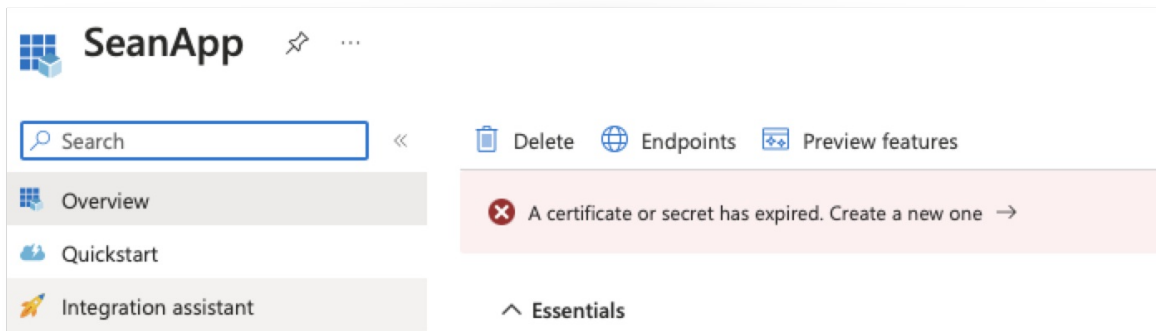 SeanApp
Search
Delete Endpoints Preview features
Overview
A certificate or secret has expired. Create a new one →
Quickstart
Integration assistant
Essentials